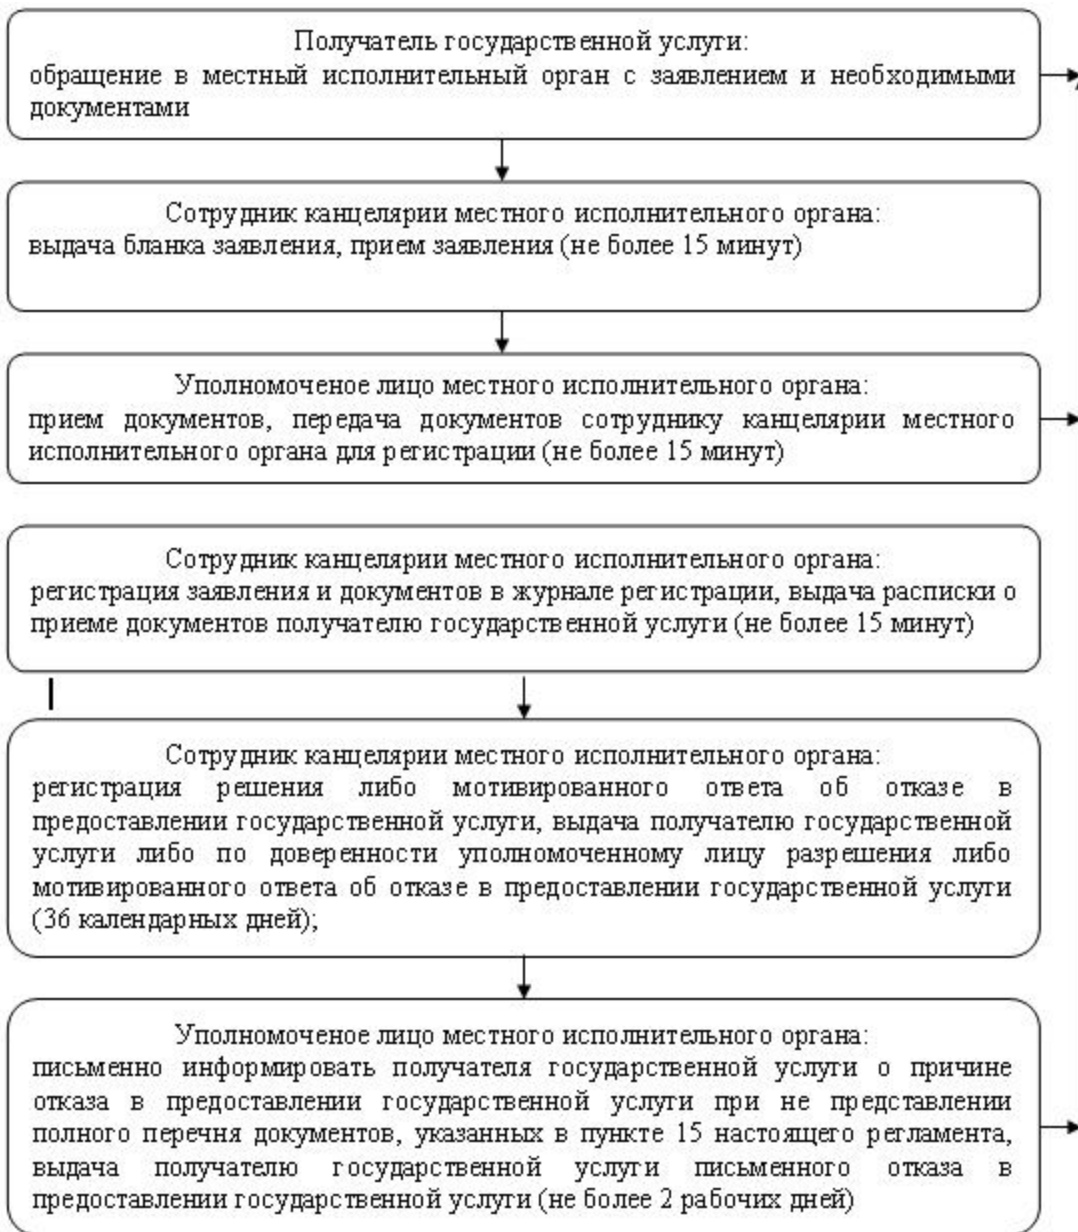 Получатель государственной услуги:
обращение в местный исполнительный орган с заявлением и необходимыми
документами
Сотрудник канцелярии местного исполнительного органа:
выдача бланка заявления, прием заявления (не более 15 минут)
Уполномоченое лицо местного исполнительного органа:
прием документов, передача документов сотруднику канцелярии местного
исполнительного органа для регистрации (не более 15 минут)
Сотрудник канцелярии местного исполнительного органа:
регистрация заявления и документов в журнале регистрации, выдача расписки о
приеме документов получателю государственной услуги (не более 15 минут)
Сотрудник канцелярии местного исполнительного органа:
регистрация решения либо мотивированного ответа об отказе в
предоставлении государственной услуги, выдача получателю государственной
услуги либо по доверенности уполномоченному лицу разрешения либо
мотивированного ответа об отказе в предоставлении государственной услуги
(36 календарных дней);
Уполномоченое лицо местного исполнительного органа:
письменно информировать получателя государственной услуги о причине
отказа в предоставлении государственной услуги при не представлении
полного перечня документов, указанных в пункте 15 настоящего регламента,
выдача получателю государственной услуги письменного отказа в
предоставлении государственной услуги (не более 2 рабочих дней)